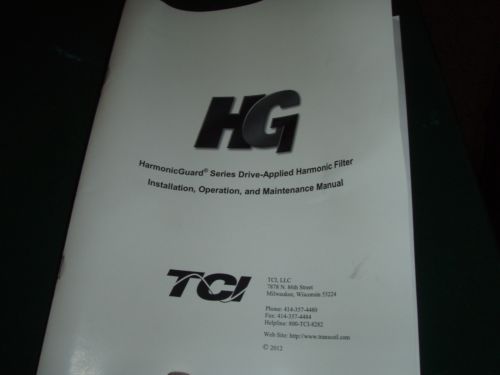 HG
HarmonicGuard® Series Drive-Applied Harmonic Filter
Installation, Operation, and Maintenance Manual
TCI
TCI, LLC
7878 N. 86th Street
Milwaukee, Wisconsin 53224
Phone: 414-357-4480
Fax: 414-357-4484
Helpline: 800-TCI-8282
Web Site: http://www.transcoil.com
© 2012